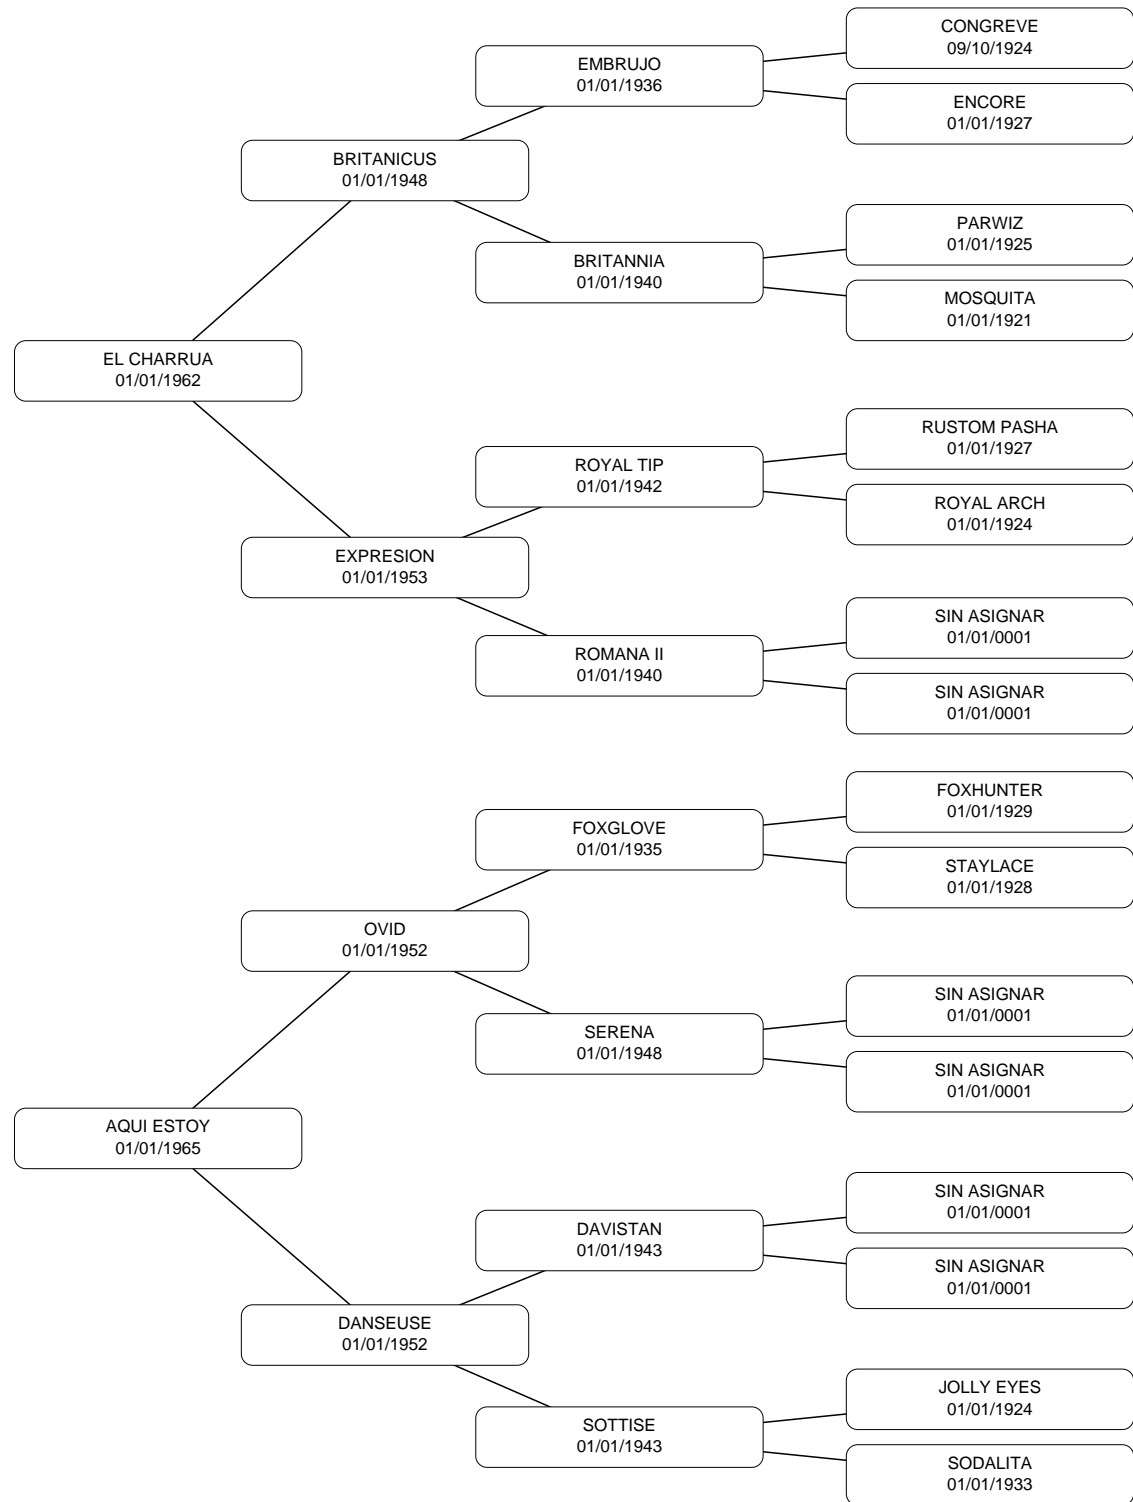 CONGREVE
09/10/1924
EMBRUJO
01/01/1936
ENCORE
01/01/1927
BRITANICUS
01/01/1948
PARWIZ
01/01/1925
BRITANNIA
01/01/1940
MOSQUITA
01/01/1921
EL CHARRUA
01/01/1962
RUSTOM PASHA
01/01/1927
ROYAL TIP
01/01/1942
ROYAL ARCH
01/01/1924
EXPRESION
01/01/1953
SIN ASIGNAR
01/01/0001
ROMANA II
01/01/1940
SIN ASIGNAR
01/01/0001
FOXHUNTER
01/01/1929
FOXGLOVE
01/01/1935
STAYLACE
01/01/1928
OVID
01/01/1952
SIN ASIGNAR
01/01/0001
SERENA
01/01/1948
SIN ASIGNAR
01/01/0001
AQUI ESTOY
01/01/1965
SIN ASIGNAR
01/01/0001
DAVISTAN
01/01/1943
SIN ASIGNAR
01/01/0001
DANSEUSE
01/01/1952
JOLLY EYES
01/01/1924
SOTTISE
01/01/1943
SODALITA
01/01/1933